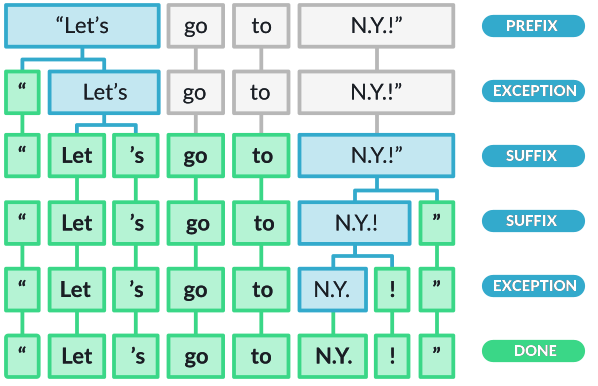 “Let’s go to N.Y.!” PREFIX
“ Let’s go to N.Y.!” EXCEPTION
“ Let ’s go to N.Y.!” SUFFIX
“ Let ’s go to N.Y.! ” SUFFIX
“ Let ’s go to N.Y. ! ” EXCEPTION
“ Let ’s go to N.Y. ! ” DONE